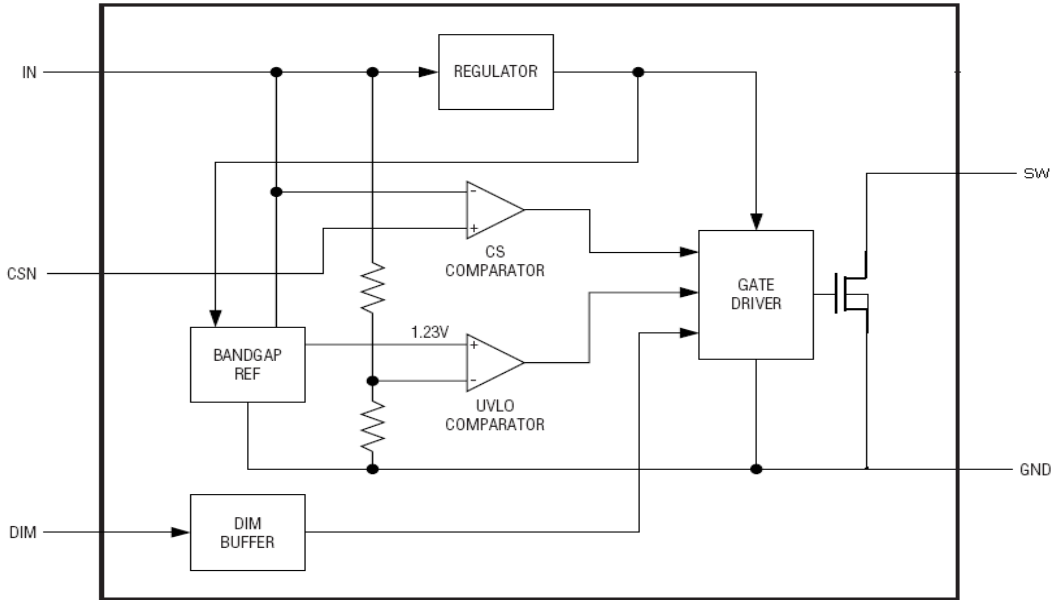 IN
REGULATOR
SW
-
+
CS
COMPARATOR
CSN
GATE
DRIVER
1.23V
BANDGAP
REF
+
-
UVLO
COMPARATOR
GND
DIM
DIM
BUFFER